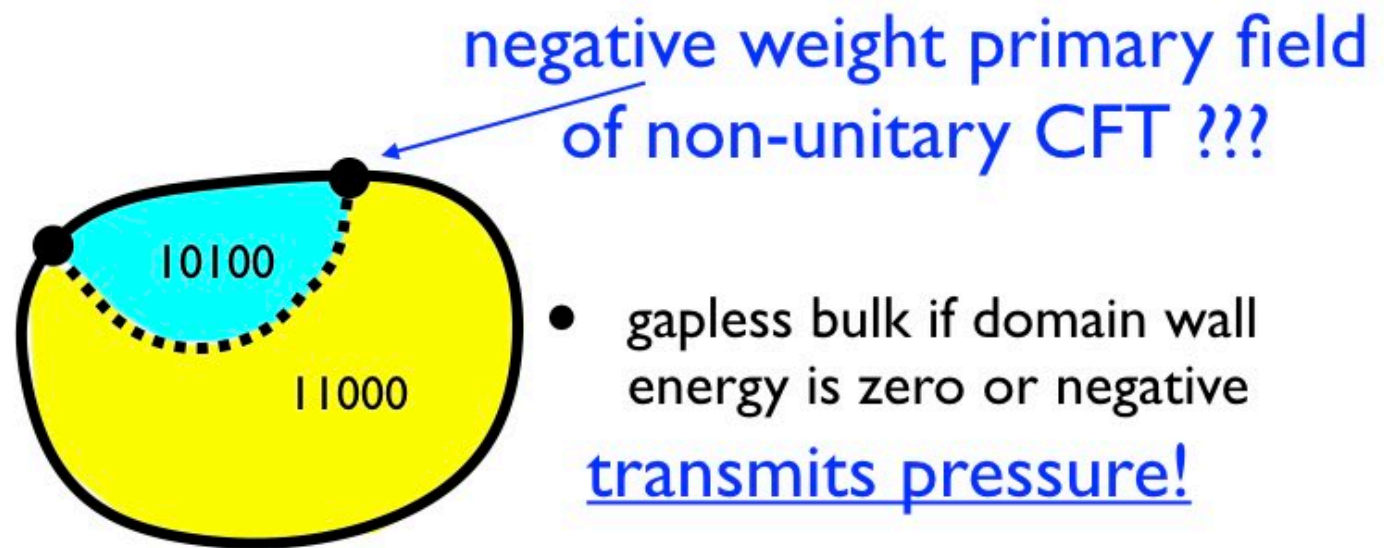 negative weight primary field
of non-unitary CFT ???
10100
11000
• gapless bulk if domain wall
energy is zero or negative
transmits pressure!